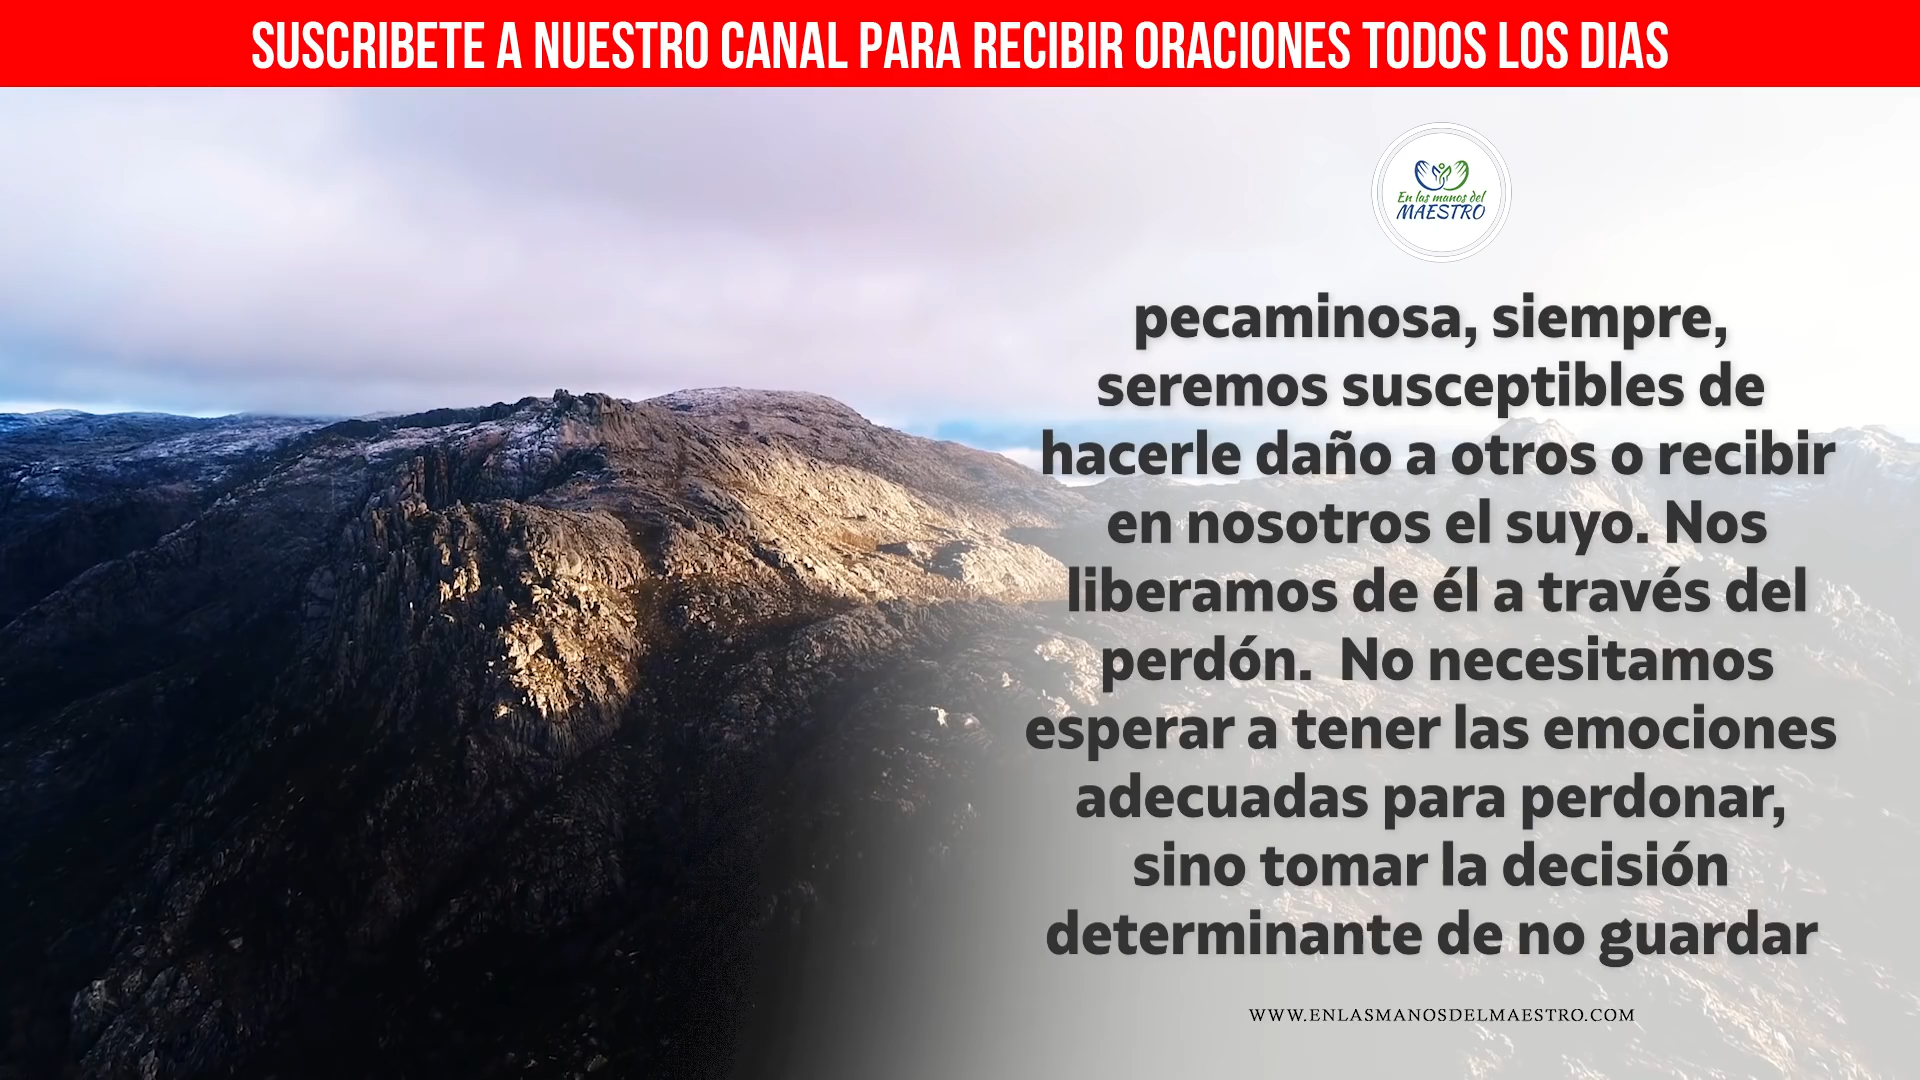 SUSCRIBETE A NUESTRO CANAL PARA RECIBIR ORACIONES TODOS LOS DIAS
En las manos del
MAESTRO
pecaminosa, siempre,
seremos susceptibles de
hacerle daño a otros o recibir
en nosotros el suyo. Nos
liberamos de él a través del
perdón.  No necesitamos
esperar a tener las emociones
adecuadas para perdonar,
sino tomar la decisión
determinante de no guardar
WWW.ENLASMANOSDELMAESTRO.COM